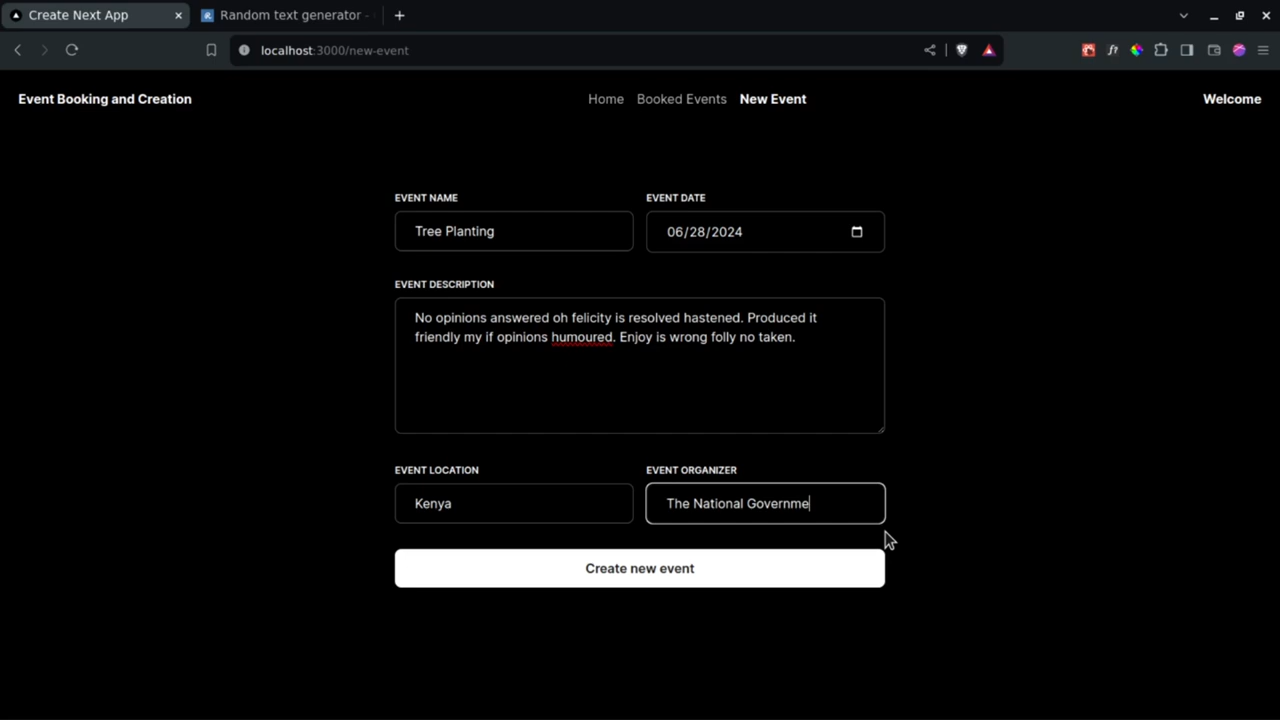 Create Next App
Random text generator -
localhost:3000/new-event
f?
Event Booking and Creation
Home Booked Events New Event
Welcome
EVENT NAME
EVENT DATE
Tree Planting
06/28/2024
EVENT DESCRIPTION
No opinions answered oh felicity is resolved hastened. Produced it
friendly my if opinions humoured. Enjoy is wrong folly no taken.
EVENT LOCATION
EVENT ORGANIZER
Kenya
The National Governme
Create new event